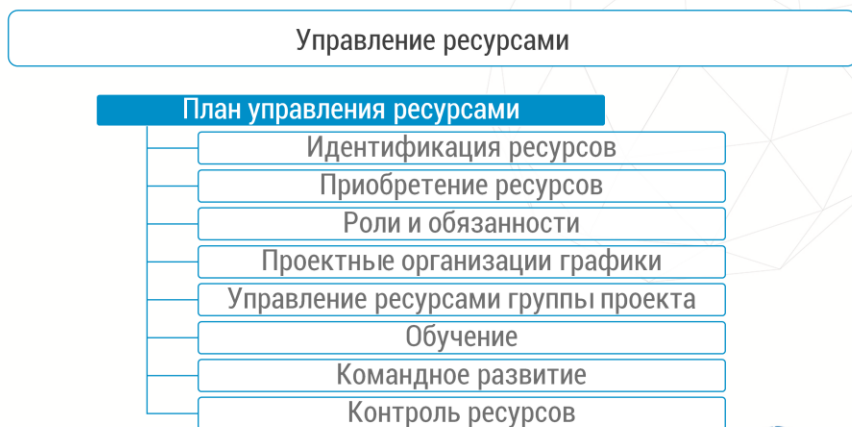 Управление ресурсами
План управления ресурсами
Идентификация ресурсов
Приобретение ресурсов
Роли и обязанности
Проектные организации графики
Управление ресурсами группы проекта
Обучение
Командное развитие
Контроль ресурсов